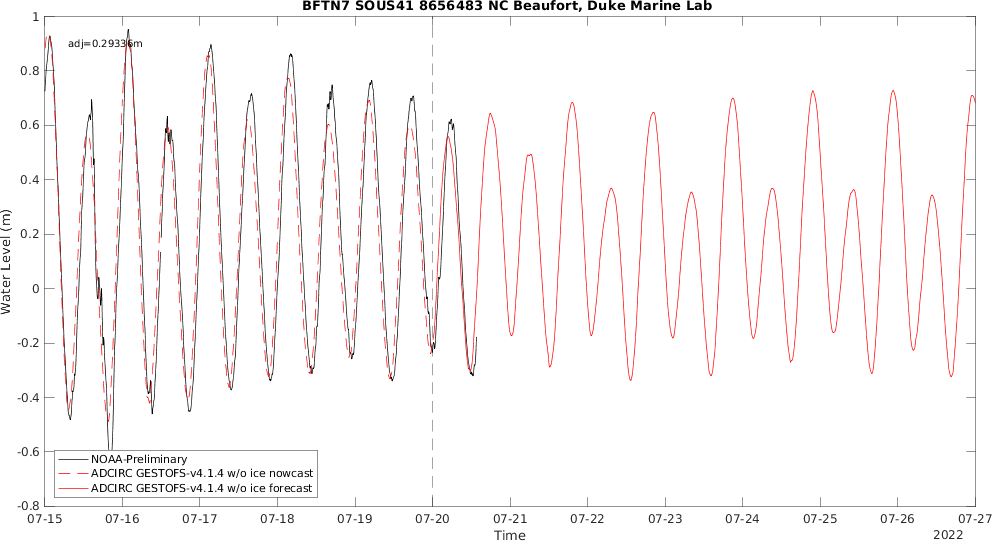 BFTN7 SOUS41 8656483 NC Beaufort, Duke Marine Lab
1
adj=0.29336m
0.8
0.6
0.4
0.2
0
-0.2
-0.4
-0.6
-0.8
Water Level (m)
NOAA-Preliminary
ADCIRC GESTOFS-v4.1.4 w/o ice nowcast
ADCIRC GESTOFS-v4.1.4 w/o ice forecast
07-15 07-16 07-17 07-18 07-19 07-20 07-21 07-22 07-23 07-24 07-25 07-26 07-27
Time
2022